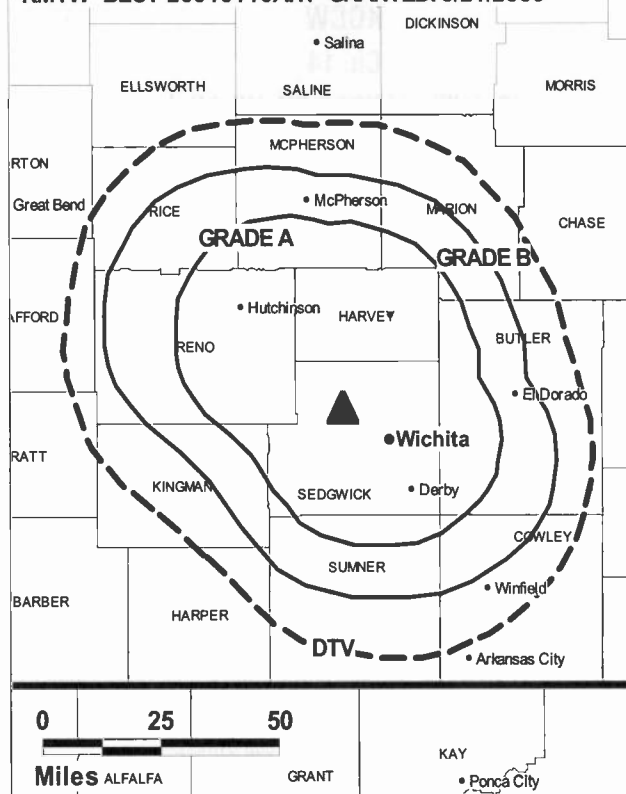 DICKINSON
Salina
ELLSWORTH
SALINE
MORRIS
MCPHERSON
RTON
Great Bend
RICE
McPherson
MARION
CHASE
GRADE A
GRADE B
Hutchinson
HARVEY
AFFORD
RENO
BUTLER
El Dorado
Wichita
RATT
KINGMAN
SEDGWICK
Derby
COWLEY
SUMNER
Winfield
BARBER
HARPER
DTV
Arkansas City
0 25 50
Miles
ALFALFA
GRANT
KAY
Ponca City